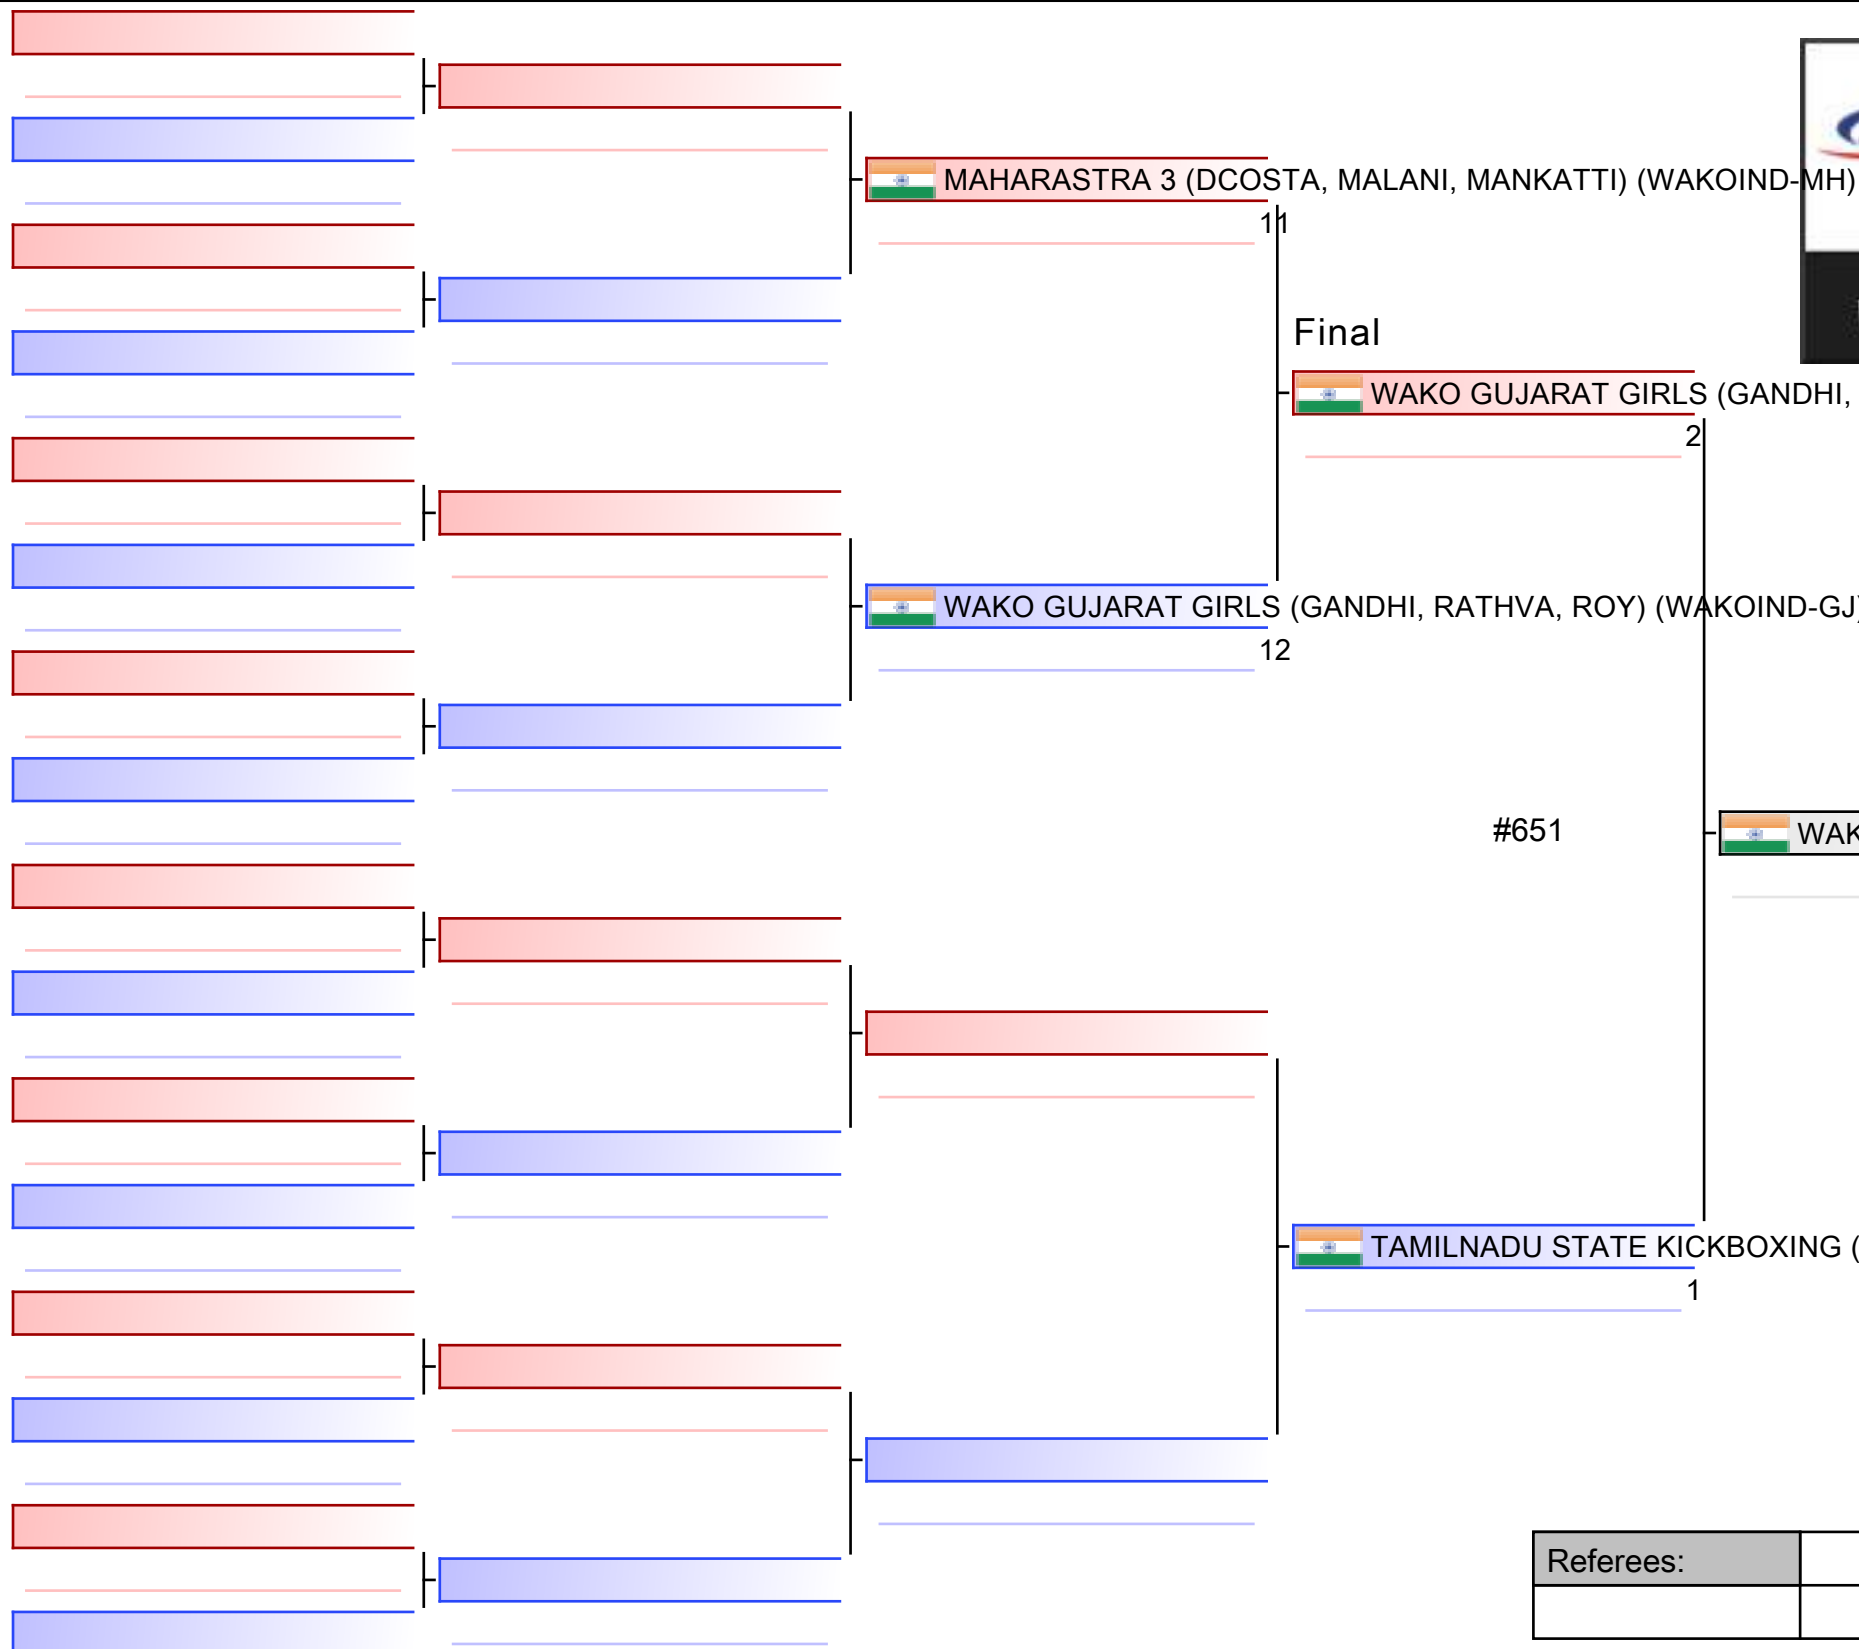 MAHARASTRA 3 (DCOSTA, MALANI, MANKATTI) (WAKOIND-MH)
11
Final
WAKO GUJARAT GIRLS (GANDHI,
2
WAKO GUJARAT GIRLS (GANDHI, RATHVA, ROY) (WAKOIND-GJ)
12
#651
WAK
TAMILNADU STATE KICKBOXING (
1
Referees: